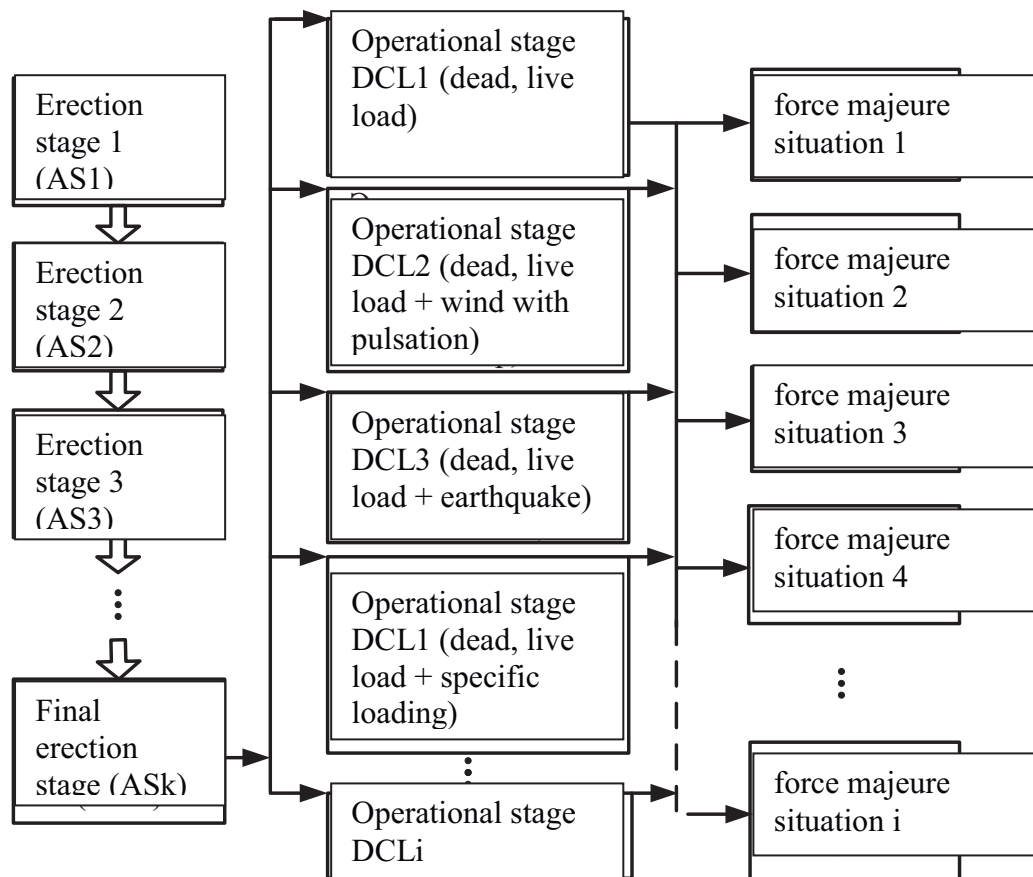 Erection
stage 1
(AS1)
Erection
stage 2
(AS2)
Erection
stage 3
(AS3)
Final
erection
stage (ASk)
Operational stage
DCL1 (dead, live
load)
Operational stage
DCL2 (dead, live
load + wind with
pulsation)
Operational stage
DCL3 (dead, live
load + earthquake)
Operational stage
DCL1 (dead, live
load + specific
loading)
Operational stage
DCLi
force majeure
situation 1
force majeure
situation 2
force majeure
situation 3
force majeure
situation 4
force majeure
situation i